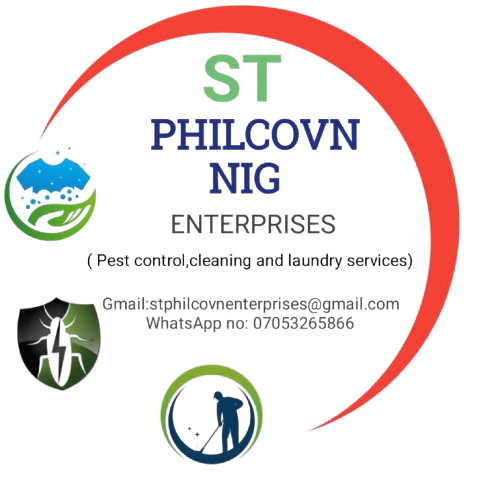 ST
PHILCOVN
NIG
ENTERPRISES
( Pest control,cleaning and laundry services)
Gmail:stphilcovnenterprises@gmail.com
WhatsApp no: 07053265866